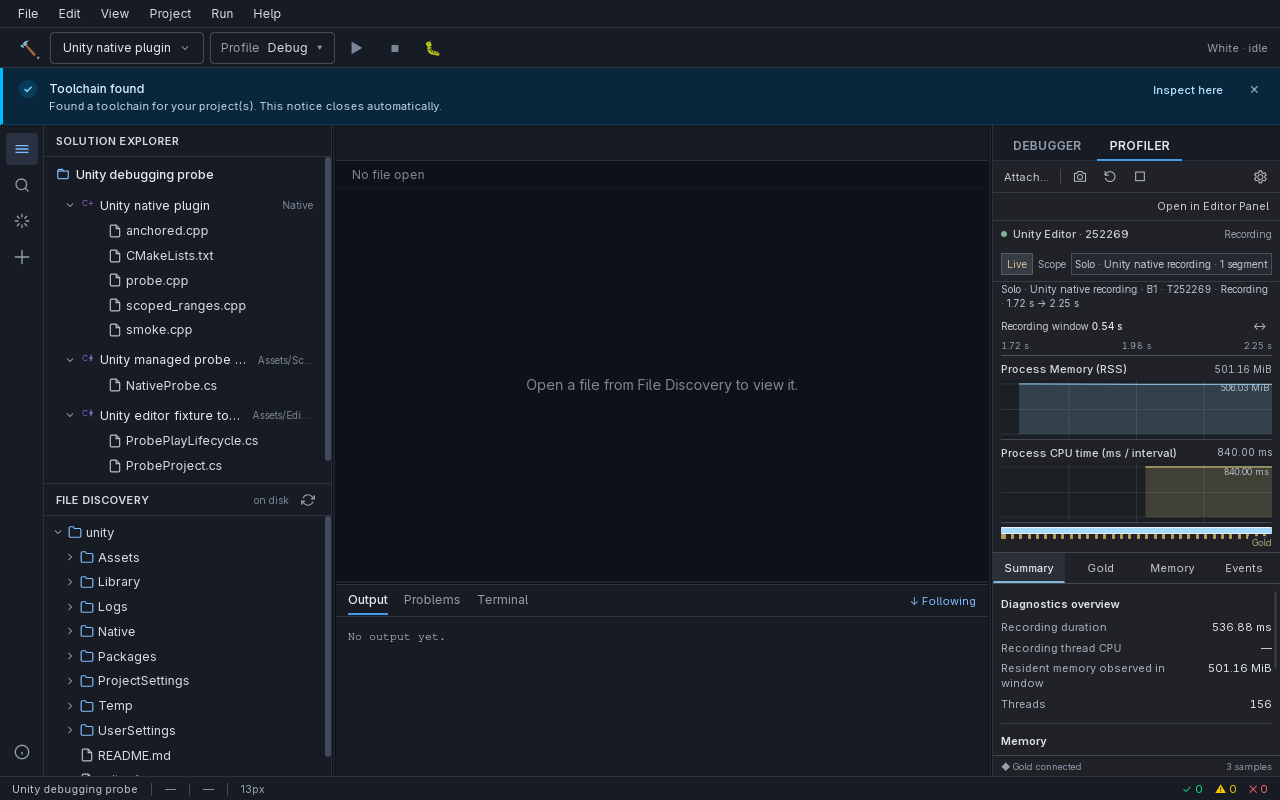 File Edit View Project Run Help
Unity native plugin Profile Debug White · idle
Toolchain found
Found a toolchain for your project(s). This notice closes automatically.
Inspect here
SOLUTION EXPLORER
Unity debugging probe
Unity native plugin Native
anchored.cpp
CMakeLists.txt
probe.cpp
scoped_ranges.cpp
smoke.cpp
Unity managed probe ... Assets/Sc...
NativeProbe.cs
Unity editor fixture to... Assets/Edi...
ProbePlayLifecycle.cs
ProbeProject.cs
FILE DISCOVERY on disk
unity
Assets
Library
Logs
Native
Packages
ProjectSettings
Temp
UserSettings
README.md
No file open
Open a file from File Discovery to view it.
Output Problems Terminal ↓ Following
No output yet.
DEBUGGER PROFILER
Attach...
Open in Editor Panel
Unity Editor · 252269 Recording
Live Scope Solo · Unity native recording · 1 segment
Solo · Unity native recording · B1 · T252269 · Recording
· 1.72 s → 2.25 s
Recording window 0.54 s
1.72 s 1.98 s 2.25 s
Process Memory (RSS) 501.16 MiB
506.03 MiB
Process CPU time (ms / interval) 840.00 ms
840.00 ms
Gold
Summary Gold Memory Events
Diagnostics overview
Recording duration 536.88 ms
Recording thread CPU —
Resident memory observed in window 501.16 MiB
Threads 156
Memory
Gold connected 3 samples
Unity debugging probe — — 13px
0 0 0